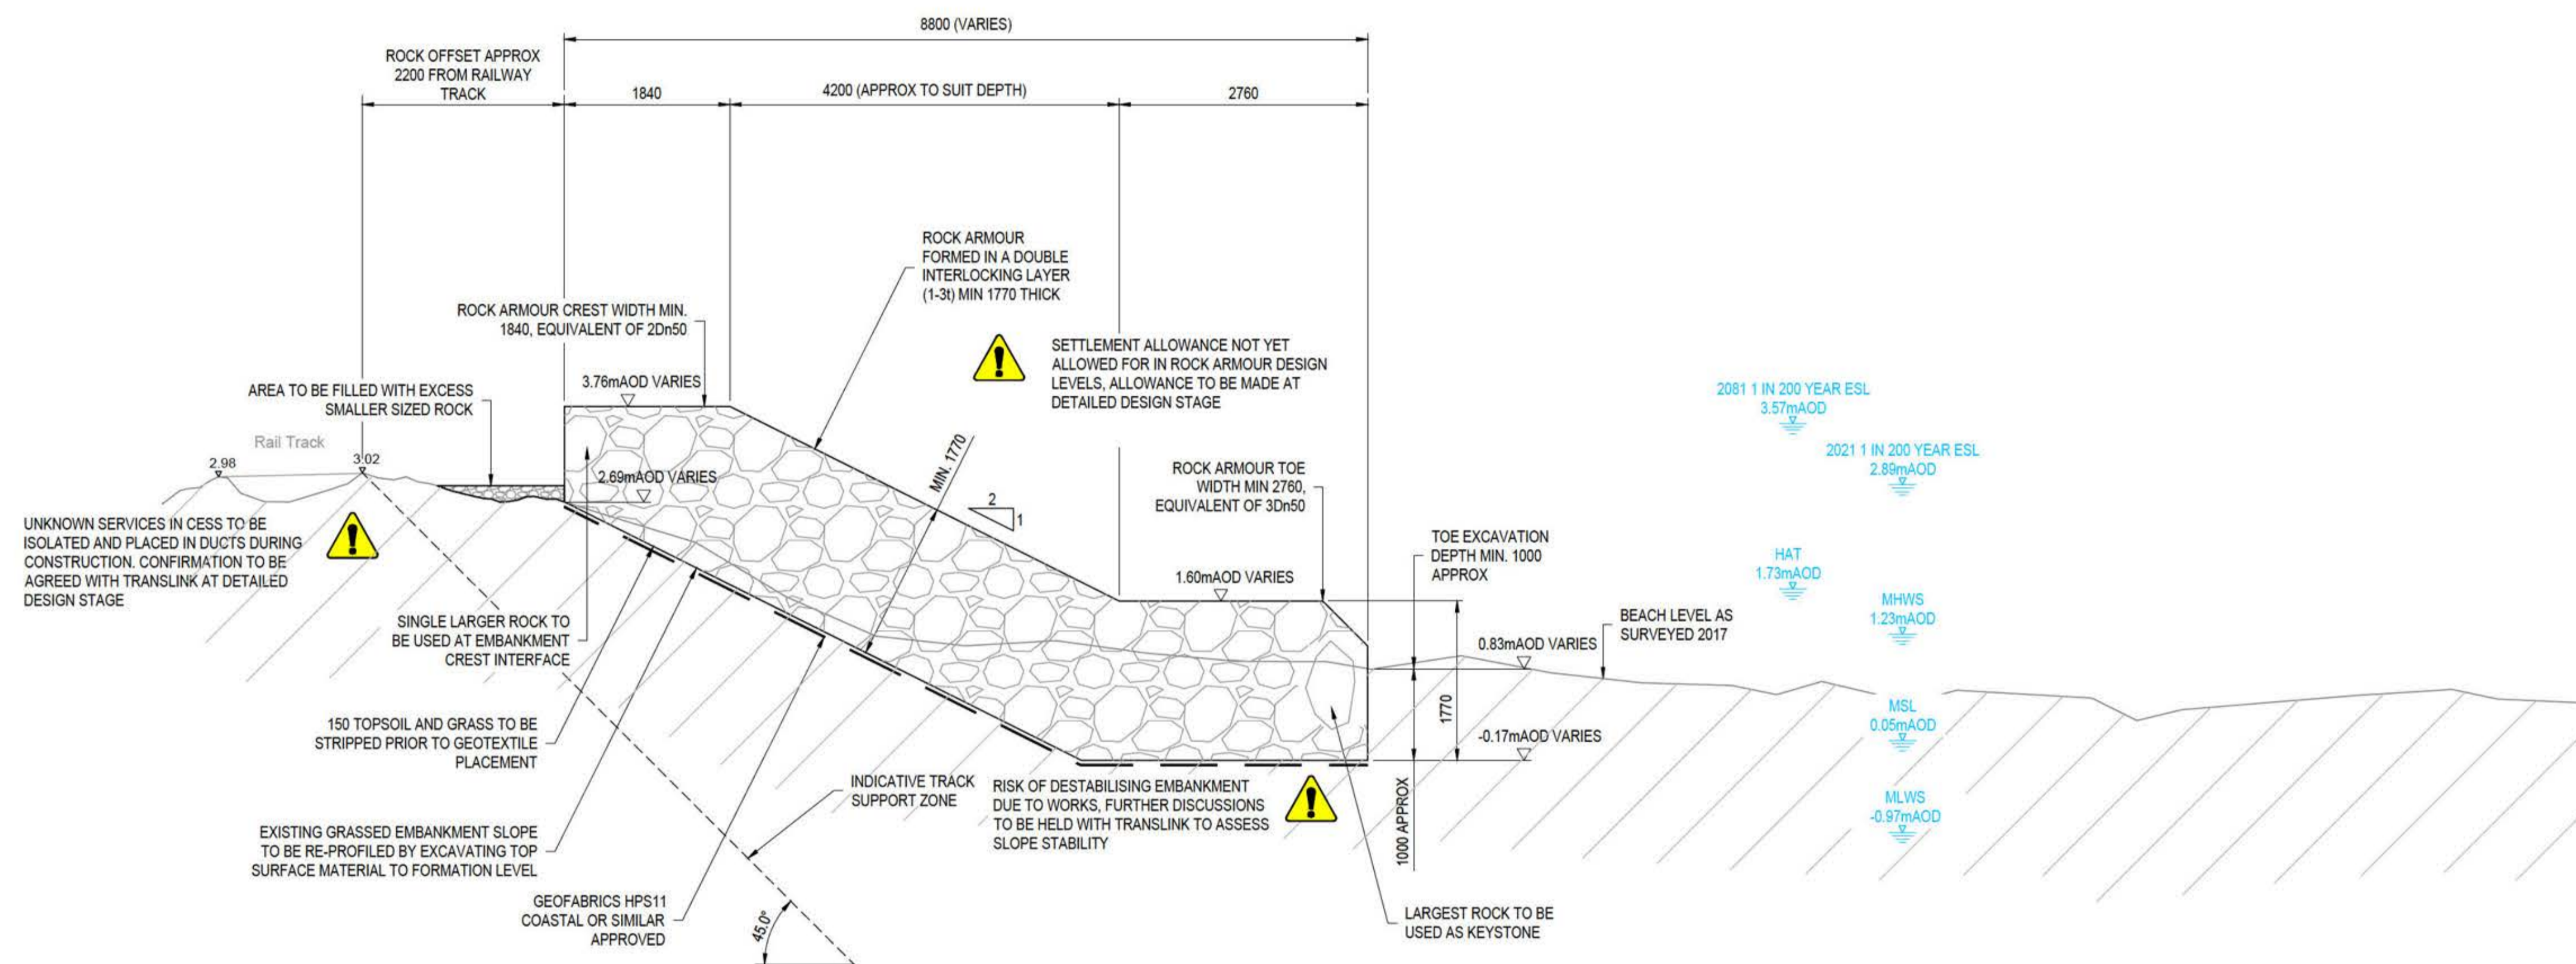 8800 (VARIES)
ROCK OFFSET APPROX
2200 FROM RAILWAY
TRACK
1840
4200 (APPROX TO SUIT DEPTH)
2760
ROCK ARMOUR
FORMED IN A DOUBLE
INTERLOCKING LAYER
(1-3t) MIN 1770 THICK
ROCK ARMOUR CREST WIDTH MIN.
1840, EQUIVALENT OF 2Dn50
SETTLEMENT ALLOWANCE NOT YET
ALLOWED FOR IN ROCK ARMOUR DESIGN
LEVELS, ALLOWANCE TO BE MADE AT
DETAILED DESIGN STAGE
3.76mAOD VARIES
AREA TO BE FILLED WITH EXCESS
SMALLER SIZED ROCK
2081 1 IN 200 YEAR ESL
3.57mAOD
Rail Track
2.98
3.02
2021 1 IN 200 YEAR ESL
2.89mAOD
2.69mAOD VARIES
MIN. 1770
2
1
ROCK ARMOUR TOE
WIDTH MIN 2760,
EQUIVALENT OF 3Dn50
UNKNOWN SERVICES IN CESS TO BE
ISOLATED AND PLACED IN DUCTS DURING
CONSTRUCTION. CONFIRMATION TO BE
AGREED WITH TRANSLINK AT DETAILED
DESIGN STAGE
TOE EXCAVATION
DEPTH MIN. 1000
APPROX
1.60mAOD VARIES
HAT
1.73mAOD
MHWS
1.23mAOD
SINGLE LARGER ROCK TO
BE USED AT EMBANKMENT
CREST INTERFACE
BEACH LEVEL AS
SURVEYED 2017
0.83mAOD VARIES
1770
150 TOPSOIL AND GRASS TO BE
STRIPPED PRIOR TO GEOTEXTILE
PLACEMENT
-0.17mAOD VARIES
MSL
0.05mAOD
INDICATIVE TRACK
SUPPORT ZONE
RISK OF DESTABILISING EMBANKMENT
DUE TO WORKS, FURTHER DISCUSSIONS
TO BE HELD WITH TRANSLINK TO ASSESS
SLOPE STABILITY
1000 APPROX
MLWS
-0.97mAOD
EXISTING GRASSED EMBANKMENT SLOPE
TO BE RE-PROFILED BY EXCAVATING TOP
SURFACE MATERIAL TO FORMATION LEVEL
GEOFABRICS HPS11
COASTAL OR SIMILAR
APPROVED
45.0°
LARGEST ROCK TO BE
USED AS KEYSTONE